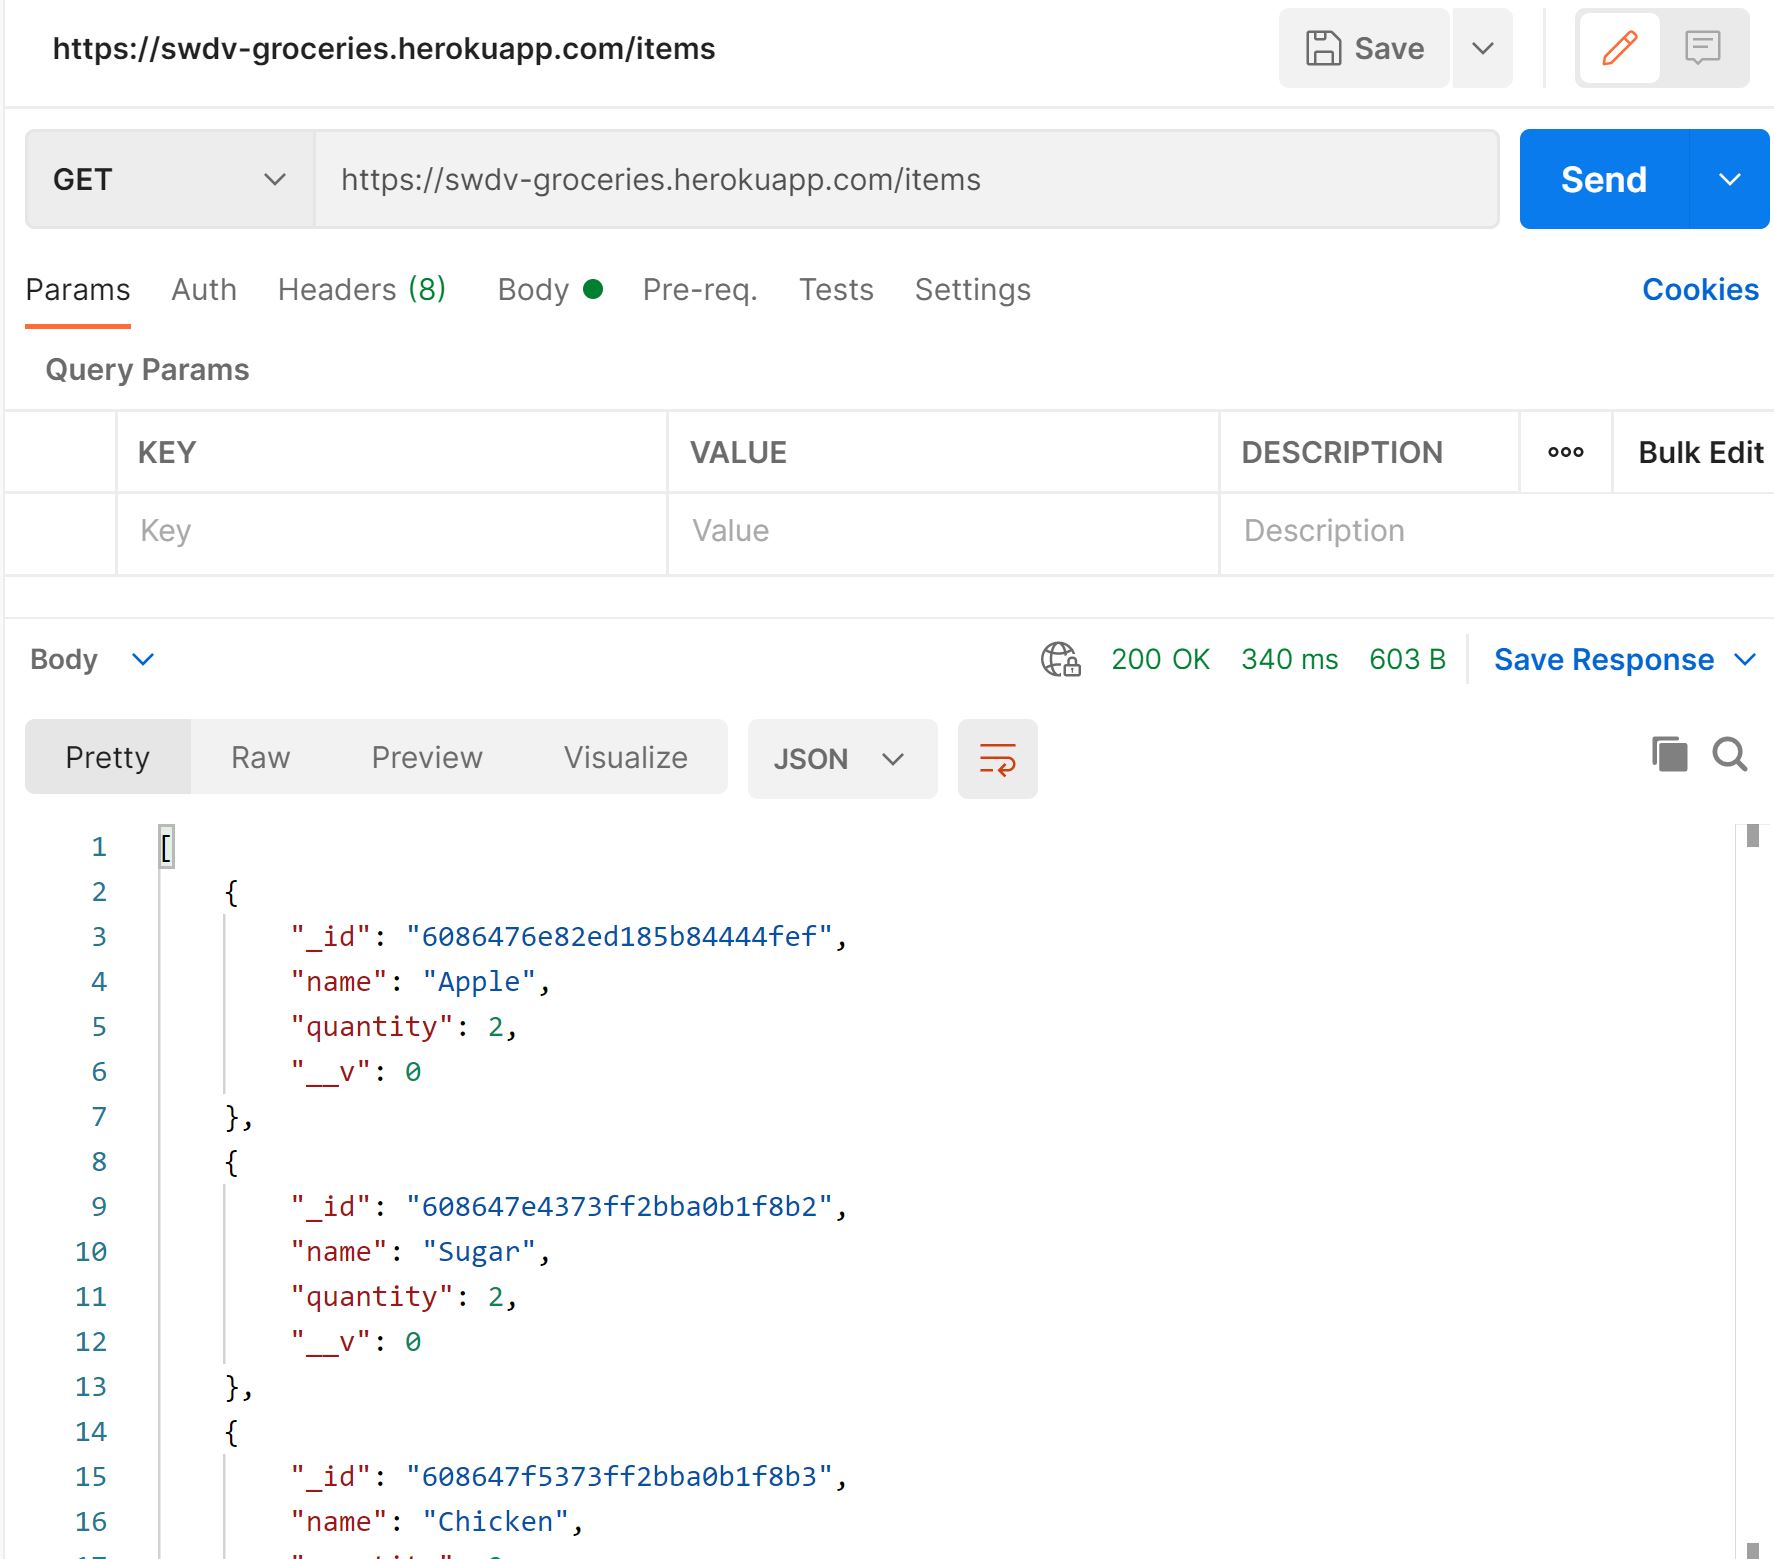 https://swdv-groceries.herokuapp.com/items Save
GET https://swdv-groceries.herokuapp.com/items Send
Params Auth Headers (8) Body Pre-req. Tests Settings Cookies
Query Params
KEY VALUE DESCRIPTION ooo Bulk Edit
Key Value Description
Body 200 OK 340 ms 603 B Save Response
Pretty Raw Preview Visualize JSON
1 [
2 {
3 "_id": "6086476e82ed185b84444fef",
4 "name": "Apple",
5 "quantity": 2,
6 "__v": 0
7 },
8 {
9 "_id": "608647e4373ff2bba0b1f8b2",
10 "name": "Sugar",
11 "quantity": 2,
12 "__v": 0
13 },
14 {
15 "_id": "608647f5373ff2bba0b1f8b3",
16 "name": "Chicken",